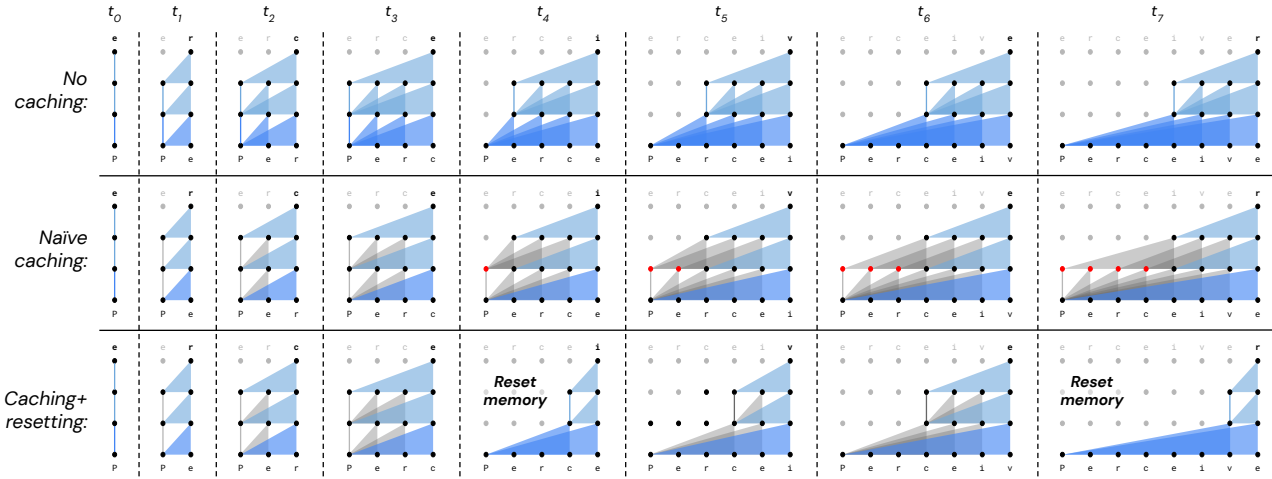 t0 t1 t2 t3 t4 t5 t6 t7
No caching:
e e r e r c e r c e e r c e i e r c e i v e r c e i v e e r c e i v e r
P P e P e r P e r c P e r c e P e r c e i P e r c e i v P e r c e i v e
Naïve caching:
e e r e r c e r c e e r c e i e r c e i v e r c e i v e e r c e i v e r
P P e P e r P e r c P e r c e P e r c e i P e r c e i v P e r c e i v e
Caching+ resetting:
e e r e r c e r c e e r c e i e r c e i v e r c e i v e e r c e i v e r
Reset memory Reset memory
P P e P e r P e r c P e r c e P e r c e i P e r c e i v P e r c e i v e